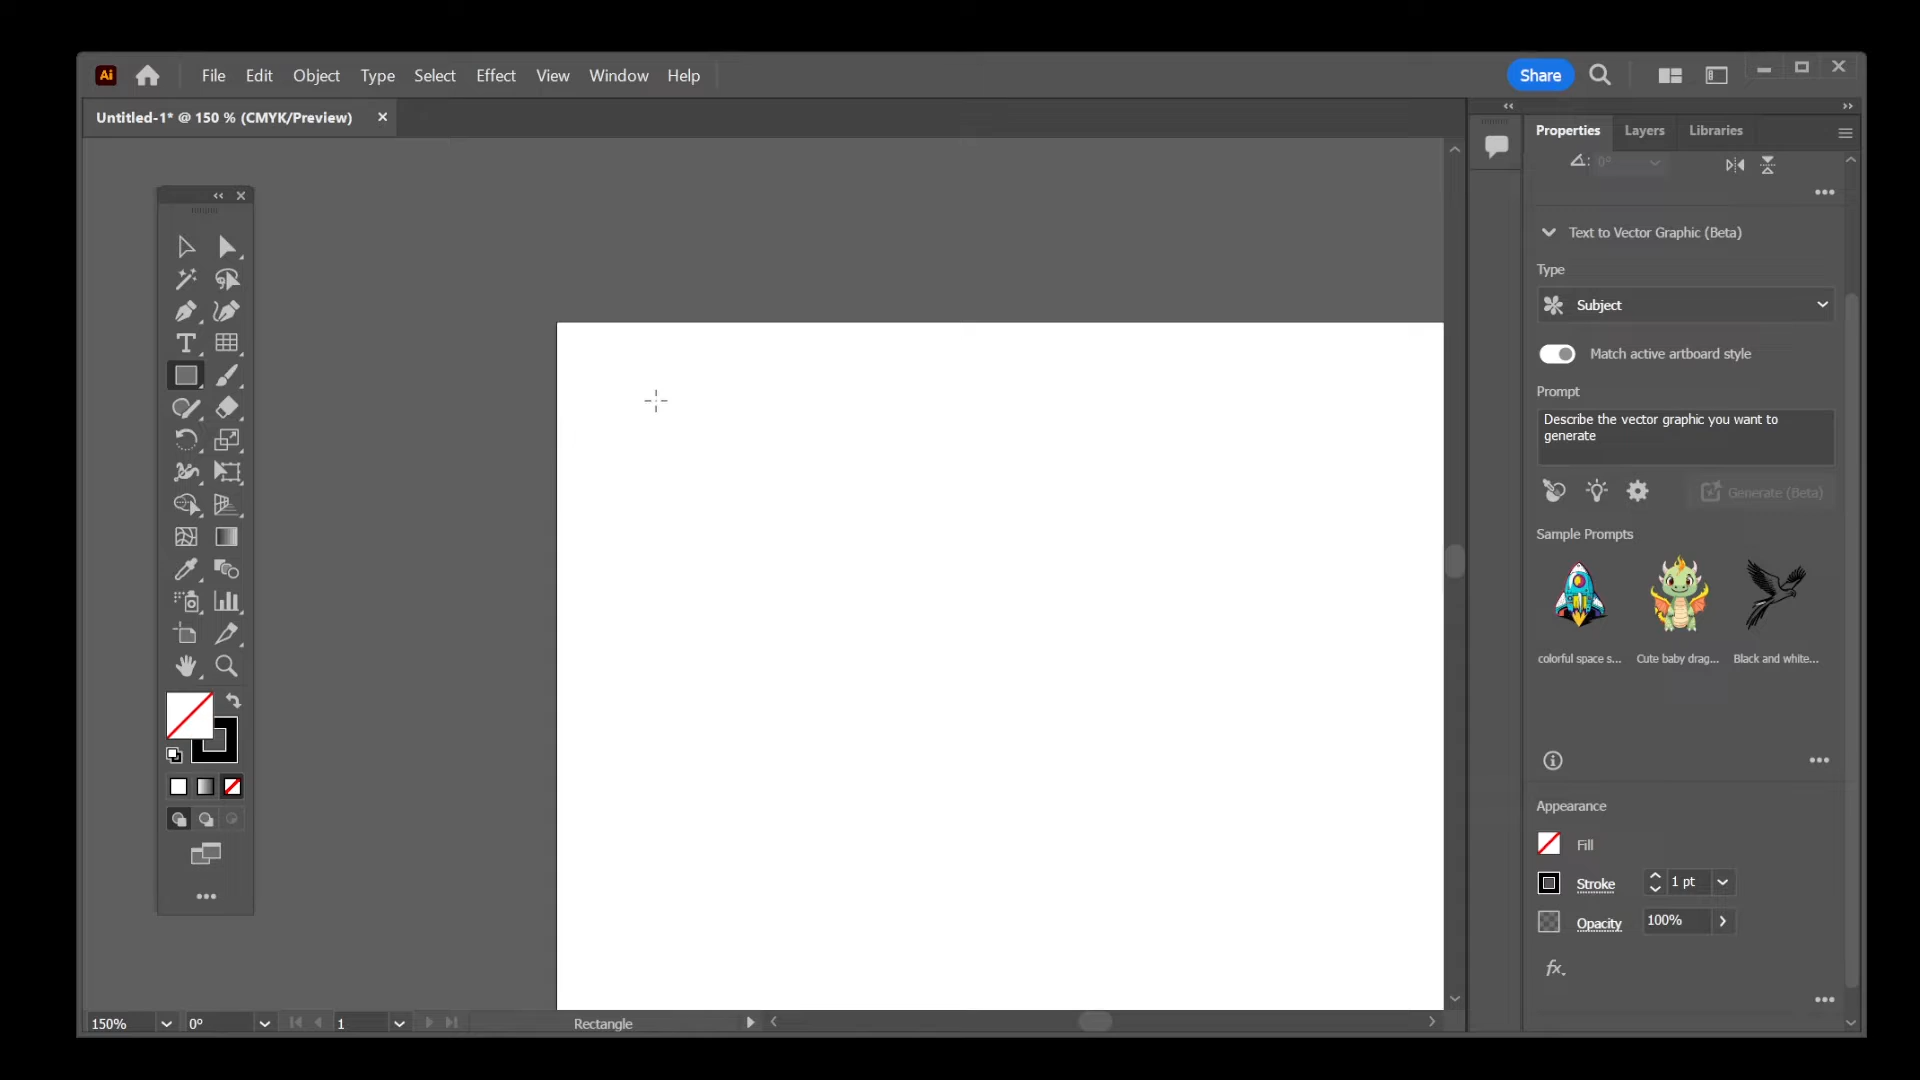 Ai
File Edit Object Type Select Effect View Window Help
Share
Untitled-1* @ 150 % (CMYK/Preview)
Properties Layers Libraries
0°
Text to Vector Graphic (Beta)
Type
Subject
Match active artboard style
Prompt
Describe the vector graphic you want to
generate
Generate (Beta)
Sample Prompts
colorful space s... Cute baby drag... Black and white...
Appearance
Fill
Stroke 1 pt
Opacity 100%
fx.
150% 0° 1 Rectangle